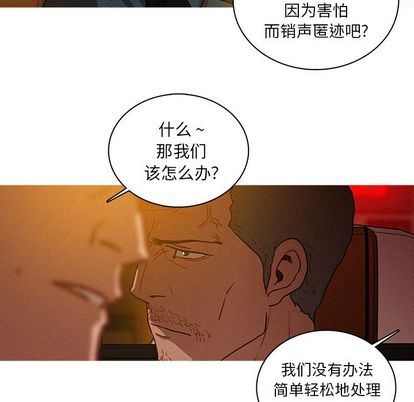 因为害怕
而销声匿迹吧?
什么～
那我们
该怎么办?
我们没有办法
简单轻松地处理